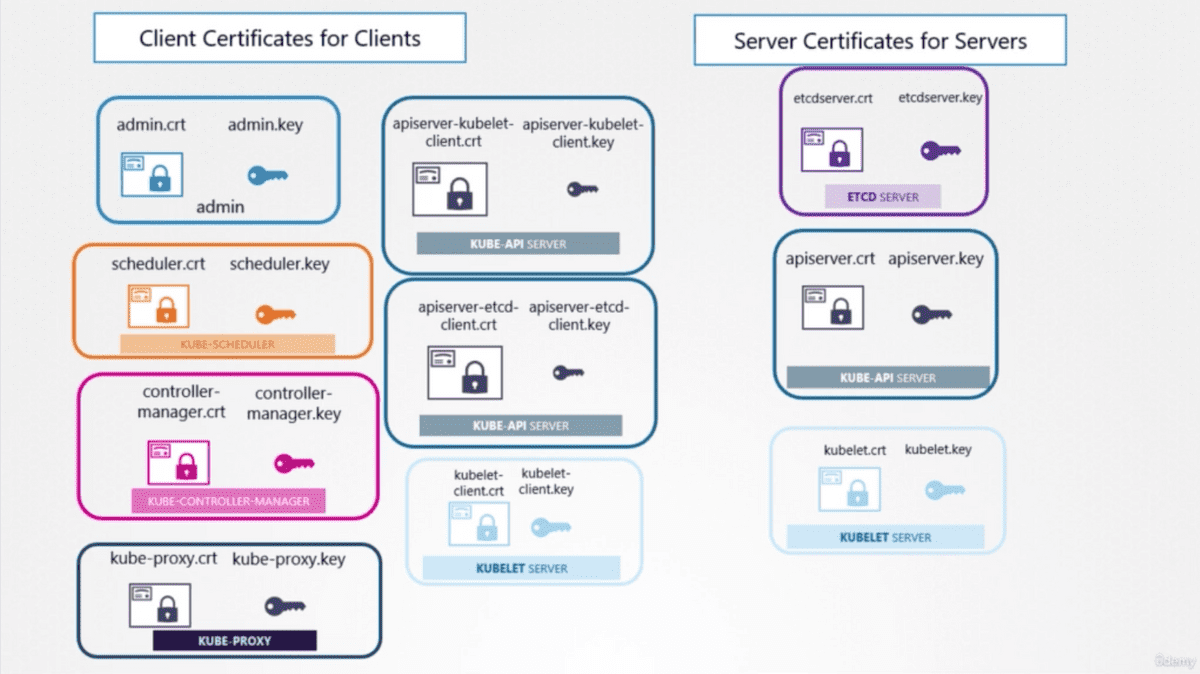 Client Certificates for Clients
Server Certificates for Servers
admin.crt
admin.key
admin
scheduler.crt
scheduler.key
KUBE-SCHEDULER
controller-
manager.crt
controller-
manager.key
KUBE-CONTROLLER-MANAGER
kube-proxy.crt
kube-proxy.key
KUBE-PROXY
apiserver-kubelet-
client.crt
apiserver-kubelet-
client.key
KUBE-API SERVER
apiserver-etcd-
client.crt
apiserver-etcd-
client.key
KUBE-API SERVER
kubelet-
client.crt
kubelet-
client.key
KUBELET SERVER
etcdserver.crt
etcdserver.key
ETCD SERVER
apiserver.crt
apiserver.key
KUBE-API SERVER
kubelet.crt
kubelet.key
KUBELET SERVER
ûdemy